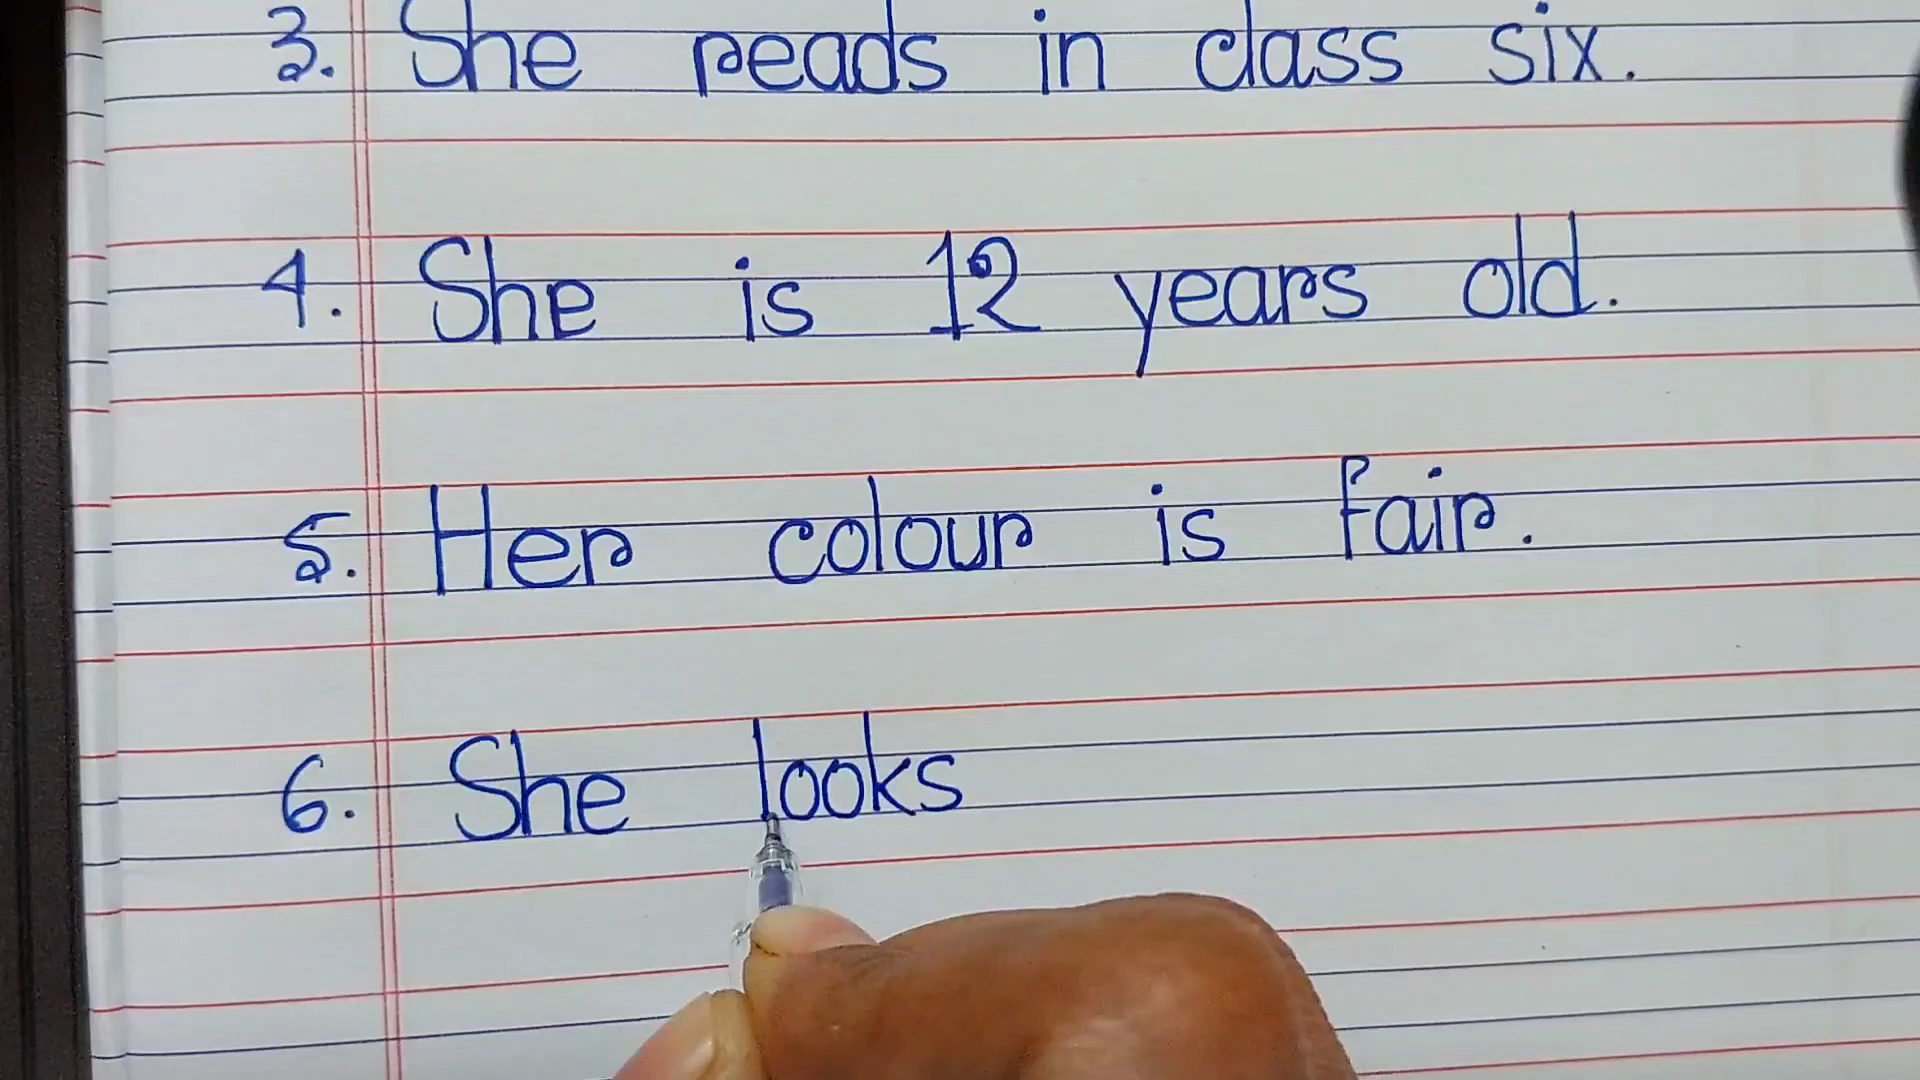 3. She reads in class six.
4. She is 12 years old.
5. Her colour is fair.
6. She looks